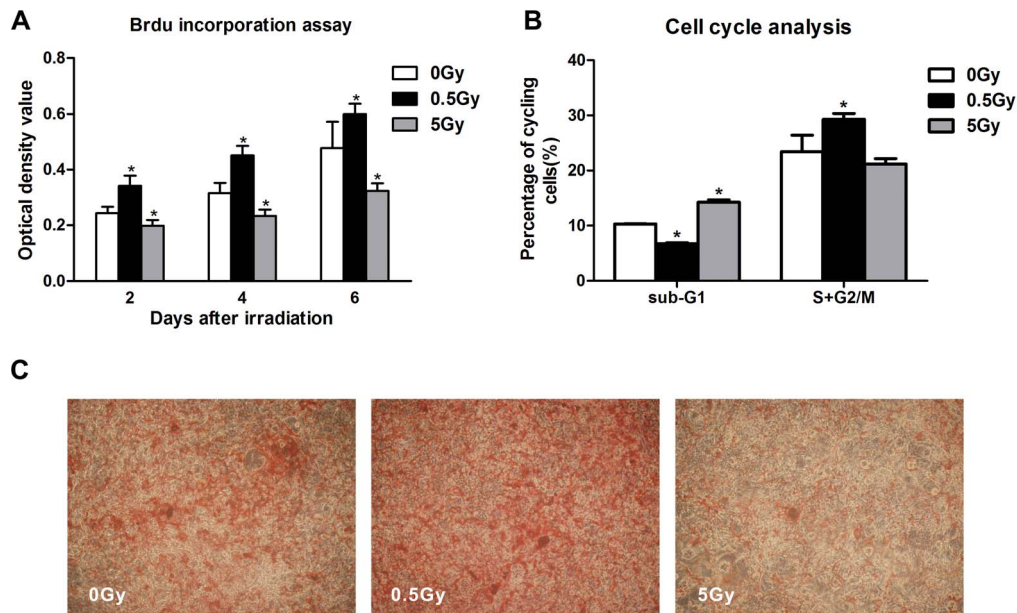 A
Brdu incorporation assay
Optical density value
0.8
0.6
0.4
0.2
0.0
* * * * * *
2 4 6
Days after irradiation
0Gy
0.5Gy
5Gy
B
Cell cycle analysis
Percentage of cycling
cells(%)
40
30
20
10
0
* * *
sub-G1 S+G2/M
0Gy
0.5Gy
5Gy
C
0Gy 0.5Gy 5Gy